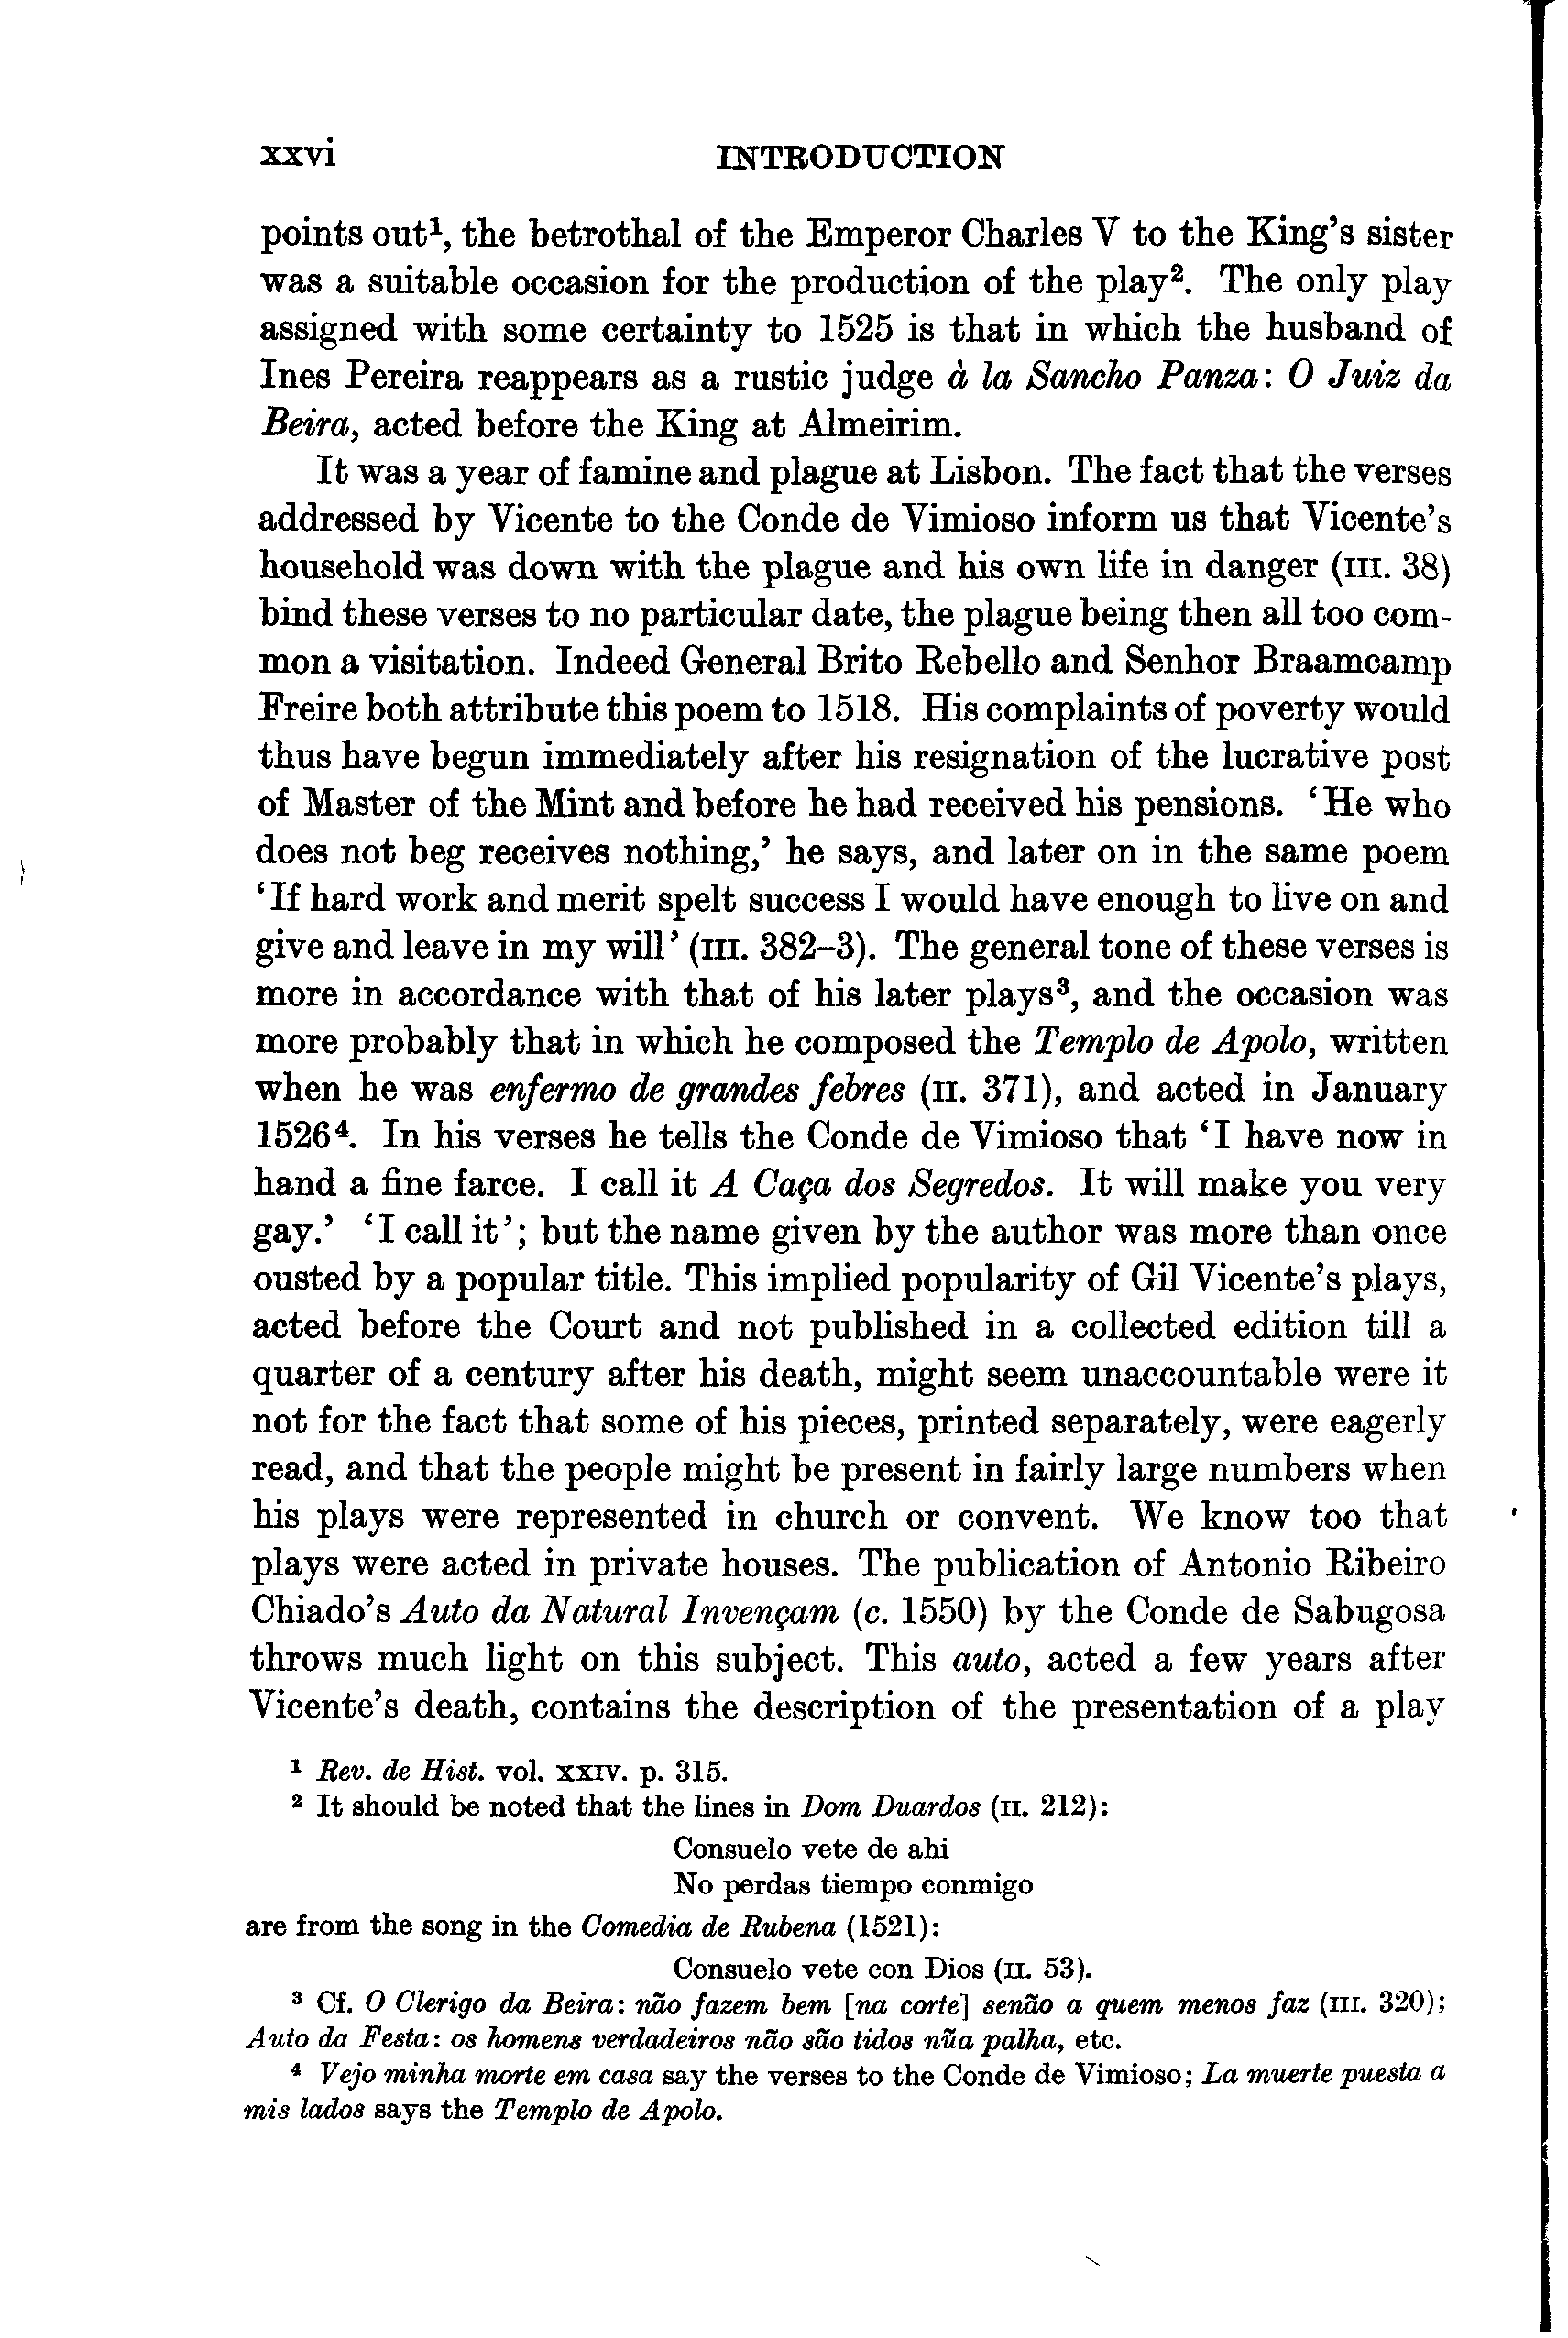 xxvi INTRODUCTION
points out¹, the betrothal of the Emperor Charles V to the King's sister
was a suitable occasion for the production of the play². The only play
assigned with some certainty to 1525 is that in which the husband of
Ines Pereira reappears as a rustic judge à la Sancho Panza: O Juiz da
Beira, acted before the King at Almeirim.
It was a year of famine and plague at Lisbon. The fact that the verses
addressed by Vicente to the Conde de Vimioso inform us that Vicente's
household was down with the plague and his own life in danger (III. 38)
bind these verses to no particular date, the plague being then all too com-
mon a visitation. Indeed General Brito Rebello and Senhor Braamcamp
Freire both attribute this poem to 1518. His complaints of poverty would
thus have begun immediately after his resignation of the lucrative post
of Master of the Mint and before he had received his pensions. 'He who
does not beg receives nothing,' he says, and later on in the same poem
'If hard work and merit spelt success I would have enough to live on and
give and leave in my will' (III. 382–3). The general tone of these verses is
more in accordance with that of his later plays³, and the occasion was
more probably that in which he composed the Templo de Apolo, written
when he was enfermo de grandes febres (II. 371), and acted in January
1526⁴. In his verses he tells the Conde de Vimioso that 'I have now in
hand a fine farce. I call it A Caça dos Segredos. It will make you very
gay.' 'I call it'; but the name given by the author was more than once
ousted by a popular title. This implied popularity of Gil Vicente's plays,
acted before the Court and not published in a collected edition till a
quarter of a century after his death, might seem unaccountable were it
not for the fact that some of his pieces, printed separately, were eagerly
read, and that the people might be present in fairly large numbers when
his plays were represented in church or convent. We know too that
plays were acted in private houses. The publication of Antonio Ribeiro
Chiado's Auto da Natural Invençam (c. 1550) by the Conde de Sabugosa
throws much light on this subject. This auto, acted a few years after
Vicente's death, contains the description of the presentation of a play
¹ Rev. de Hist. vol. XXIV. p. 315.
² It should be noted that the lines in Dom Duardos (II. 212):
Consuelo vete de ahi
No perdas tiempo conmigo
are from the song in the Comedia de Rubena (1521):
Consuelo vete con Dios (II. 53).
³ Cf. O Clerigo da Beira: não fazem bem [na corte] senão a quem menos faz (III. 320);
Auto da Festa: os homens verdadeiros não são tidos nũa palha, etc.
⁴ Vejo minha morte em casa say the verses to the Conde de Vimioso; La muerte puesta a
mis lados says the Templo de Apolo.